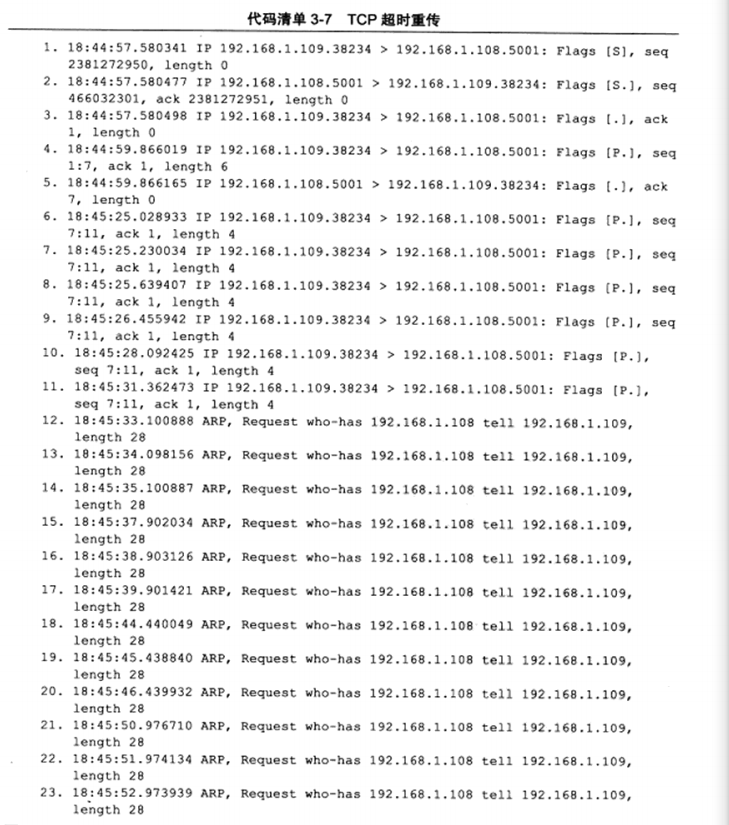 代码清单 3-7 TCP 超时重传
1. 18:44:57.580341 IP 192.168.1.109.38234 > 192.168.1.108.5001: Flags [S], seq
2381272950, length 0
2. 18:44:57.580477 IP 192.168.1.108.5001 > 192.168.1.109.38234: Flags [S.], seq
466032301, ack 2381272951, length 0
3. 18:44:57.580498 IP 192.168.1.109.38234 > 192.168.1.108.5001: Flags [.], ack
1, length 0
4. 18:44:59.866019 IP 192.168.1.109.38234 > 192.168.1.108.5001: Flags [P.], seq
1:7, ack 1, length 6
5. 18:44:59.866165 IP 192.168.1.108.5001 > 192.168.1.109.38234: Flags [.], ack
7, length 0
6. 18:45:25.028933 IP 192.168.1.109.38234 > 192.168.1.108.5001: Flags [P.], seq
7:11, ack 1, length 4
7. 18:45:25.230034 IP 192.168.1.109.38234 > 192.168.1.108.5001: Flags [P.], seq
7:11, ack 1, length 4
8. 18:45:25.639407 IP 192.168.1.109.38234 > 192.168.1.108.5001: Flags [P.], seq
7:11, ack 1, length 4
9. 18:45:26.455942 IP 192.168.1.109.38234 > 192.168.1.108.5001: Flags [P.], seq
7:11, ack 1, length 4
10. 18:45:28.092425 IP 192.168.1.109.38234 > 192.168.1.108.5001: Flags [P.],
seq 7:11, ack 1, length 4
11. 18:45:31.362473 IP 192.168.1.109.38234 > 192.168.1.108.5001: Flags [P.],
seq 7:11, ack 1, length 4
12. 18:45:33.100888 ARP, Request who-has 192.168.1.108 tell 192.168.1.109,
length 28
13. 18:45:34.098156 ARP, Request who-has 192.168.1.108 tell 192.168.1.109,
length 28
14. 18:45:35.100887 ARP, Request who-has 192.168.1.108 tell 192.168.1.109,
length 28
15. 18:45:37.902034 ARP, Request who-has 192.168.1.108 tell 192.168.1.109,
length 28
16. 18:45:38.903126 ARP, Request who-has 192.168.1.108 tell 192.168.1.109,
length 28
17. 18:45:39.901421 ARP, Request who-has 192.168.1.108 tell 192.168.1.109,
length 28
18. 18:45:44.440049 ARP, Request who-has 192.168.1.108 tell 192.168.1.109,
length 28
19. 18:45:45.438840 ARP, Request who-has 192.168.1.108 tell 192.168.1.109,
length 28
20. 18:45:46.439932 ARP, Request who-has 192.168.1.108 tell 192.168.1.109,
length 28
21. 18:45:50.976710 ARP, Request who-has 192.168.1.108 tell 192.168.1.109,
length 28
22. 18:45:51.974134 ARP, Request who-has 192.168.1.108 tell 192.168.1.109,
length 28
23. 18:45:52.973939 ARP, Request who-has 192.168.1.108 tell 192.168.1.109,
length 28